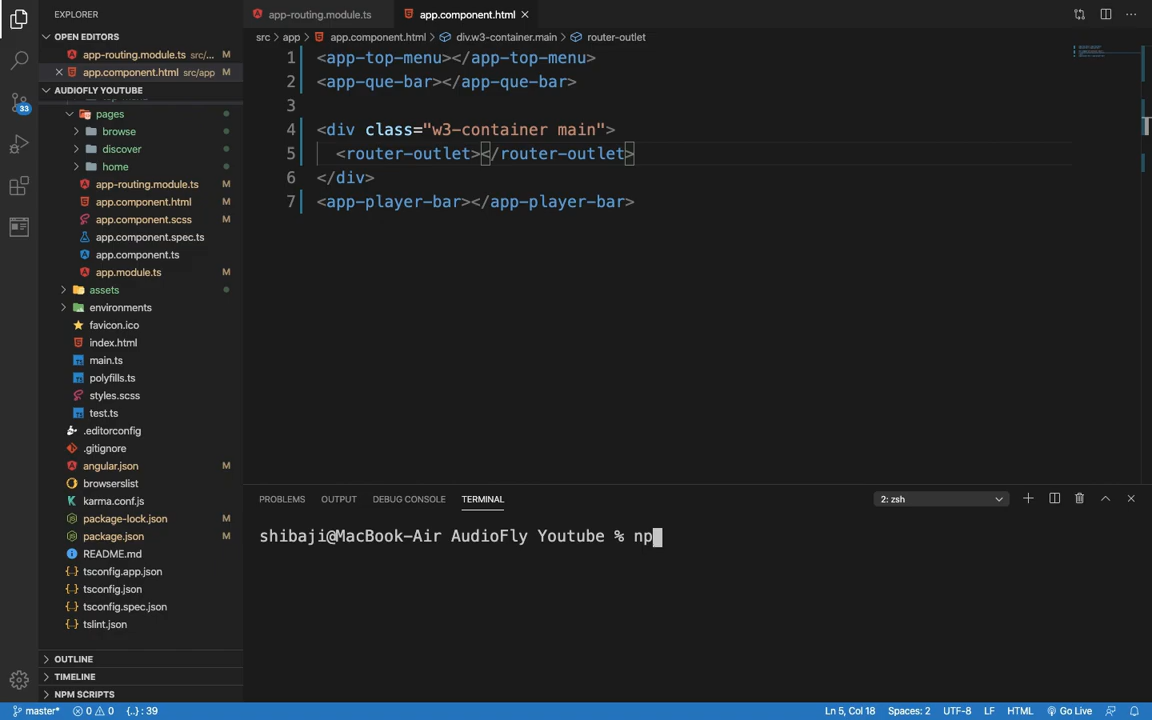 EXPLORER
OPEN EDITORS
app-routing.module.ts src/... M
app.component.html src/app M
AUDIOFLY YOUTUBE
pages
browse
discover
home
app-routing.module.ts M
app.component.html M
app.component.scss M
app.component.spec.ts
app.component.ts
app.module.ts M
assets
environments
favicon.ico
index.html
main.ts
polyfills.ts
styles.scss
test.ts
.editorconfig
.gitignore
angular.json M
browserslist
karma.conf.js
package-lock.json M
package.json M
README.md
tsconfig.app.json
tsconfig.json
tsconfig.spec.json
tslint.json
OUTLINE
TIMELINE
NPM SCRIPTS
33
app-routing.module.ts
app.component.html
src > app > app.component.html > div.w3-container.main > router-outlet
1 <app-top-menu></app-top-menu>
2 <app-que-bar></app-que-bar>
3
4 <div class="w3-container main">
5 <router-outlet></router-outlet>
6 </div>
7 <app-player-bar></app-player-bar>
PROBLEMS OUTPUT DEBUG CONSOLE TERMINAL 2: zsh
shibaji@MacBook-Air AudioFly Youtube % np
master* 0 0 {..} : 39 Ln 5, Col 18 Spaces: 2 UTF-8 LF HTML Go Live